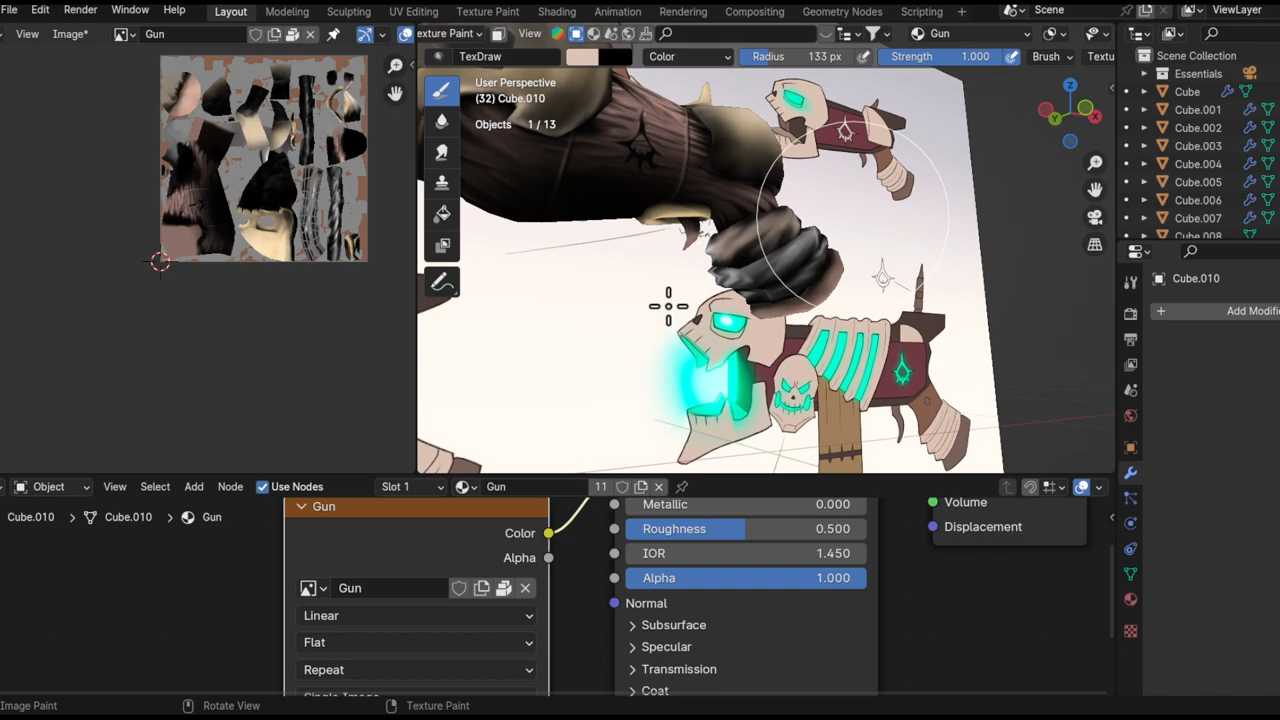 File Edit Render Window Help Layout Modeling Sculpting UV Editing Texture Paint Shading Animation Rendering Compositing Geometry Nodes Scripting + Scene ViewLayer
View Image* Gun exture Paint View Gun
TexDraw Color Radius 133 px Strength 1.000 Brush Textu
User Perspective
(32) Cube.010
Objects 1 / 13
Z
Y
X
Scene Collection
Essentials
Cube
Cube.001
Cube.002
Cube.003
Cube.004
Cube.005
Cube.006
Cube.007
Cube.008
Cube.010
+ Add Modifi
Object View Select Add Node Use Nodes Slot 1 Gun 11
Cube.010 > Cube.010 > Gun
Gun
Color
Alpha
Gun
Linear
Flat
Repeat
Single Image
Metallic 0.000
Roughness 0.500
IOR 1.450
Alpha 1.000
Normal
Subsurface
Specular
Transmission
Coat
Volume
Displacement
Image Paint Rotate View Texture Paint